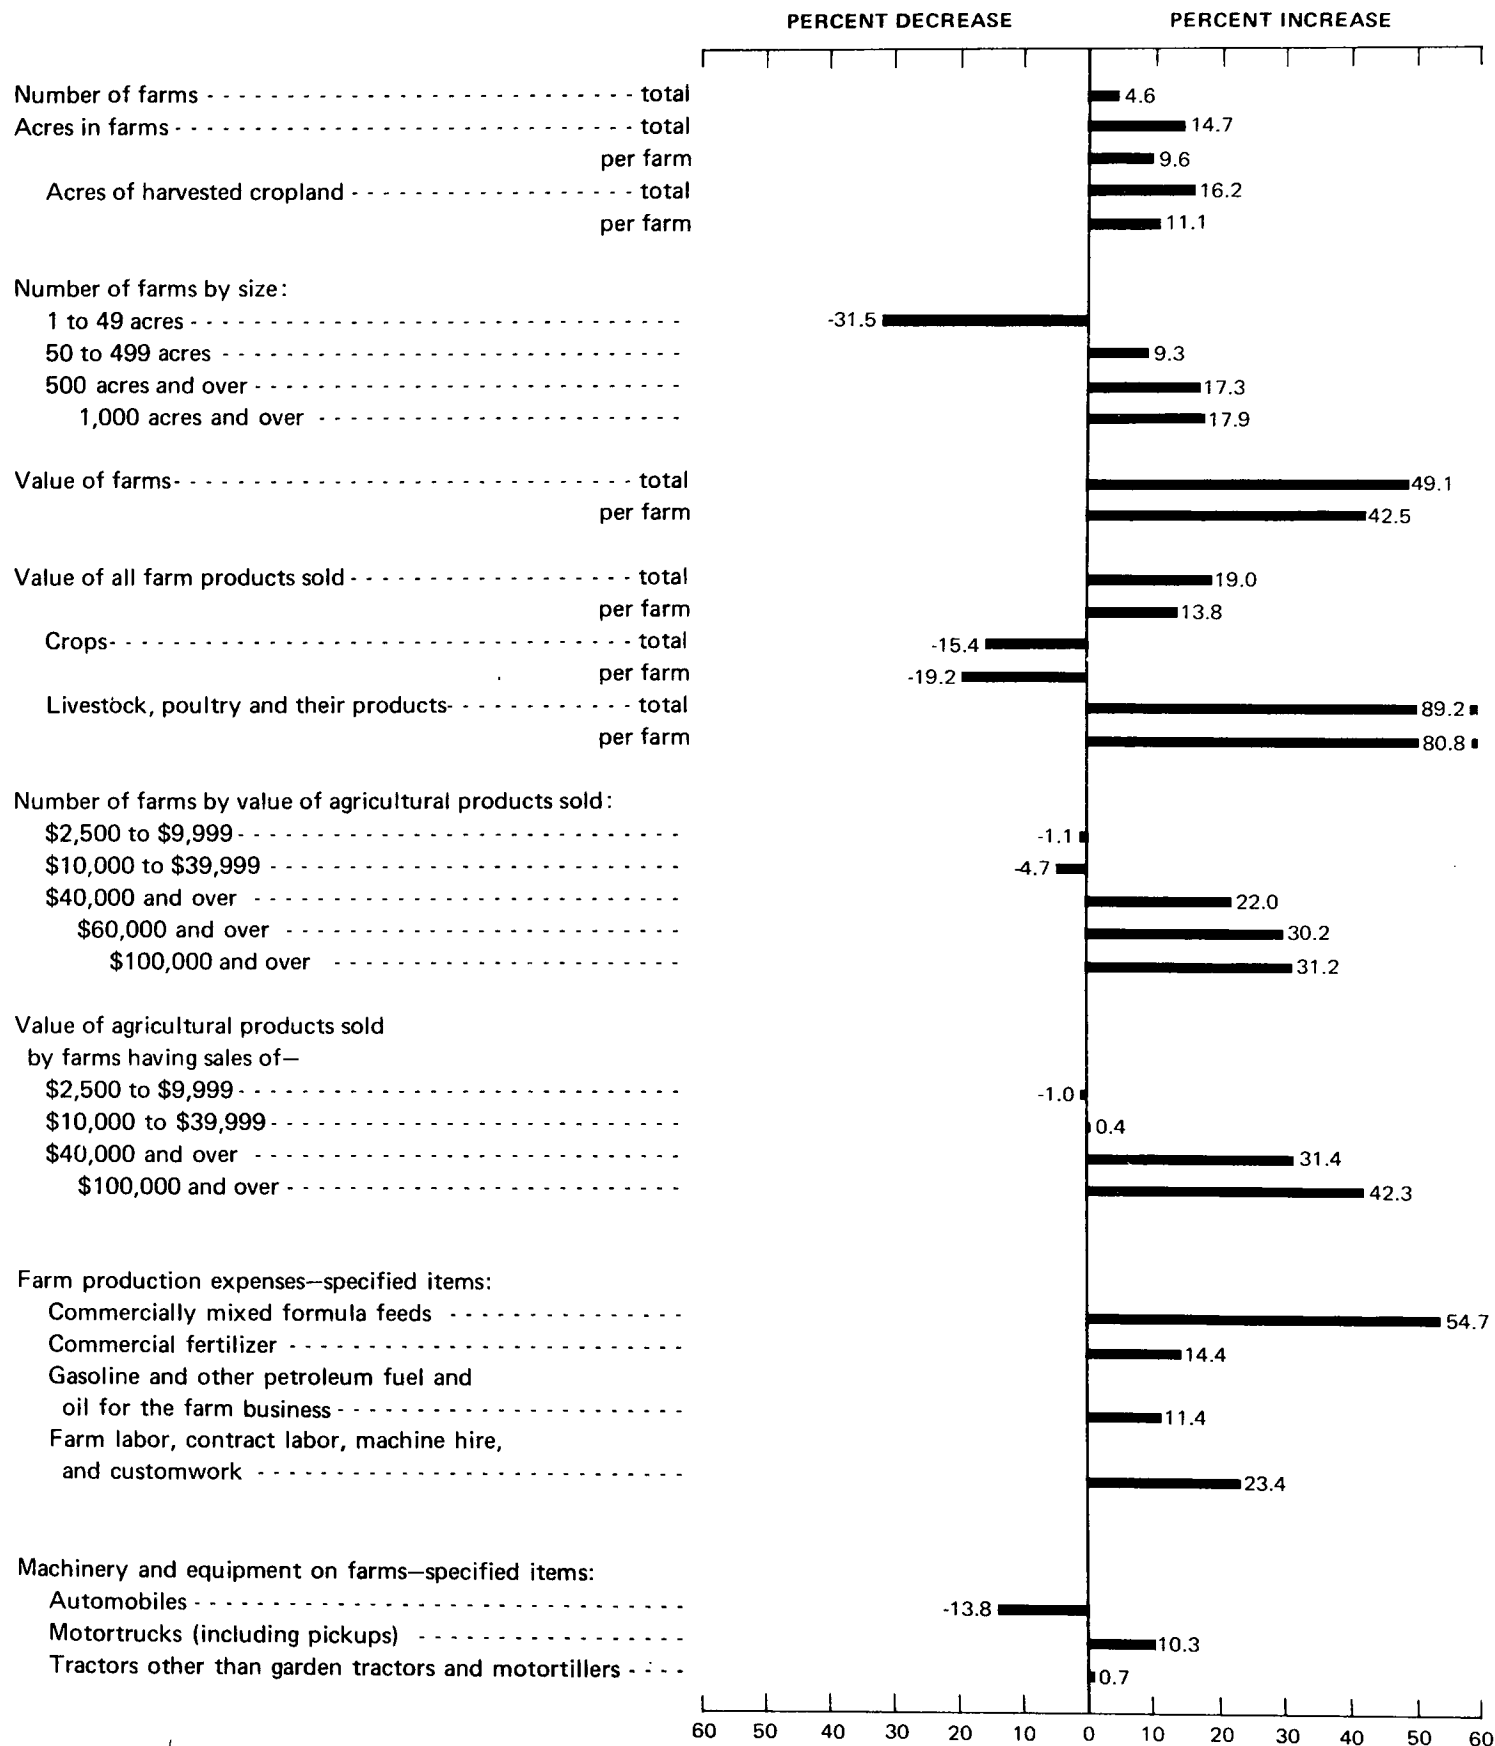 PERCENT DECREASE PERCENT INCREASE
Number of farms - - - total 4.6
Acres in farms - - - total 14.7
per farm 9.6
Acres of harvested cropland - - - total 16.2
per farm 11.1
Number of farms by size:
1 to 49 acres - - - -31.5
50 to 499 acres - - - 9.3
500 acres and over - - - 17.3
1,000 acres and over - - - 17.9
Value of farms - - - total 49.1
per farm 42.5
Value of all farm products sold - - - total 19.0
per farm 13.8
Crops - - - total -15.4
per farm -19.2
Livestock, poultry and their products - - - total 89.2
per farm 80.8
Number of farms by value of agricultural products sold:
$2,500 to $9,999 - - - -1.1
$10,000 to $39,999 - - - -4.7
$40,000 and over - - - 22.0
$60,000 and over - - - 30.2
$100,000 and over - - - 31.2
Value of agricultural products sold
by farms having sales of—
$2,500 to $9,999 - - - -1.0
$10,000 to $39,999 - - - 0.4
$40,000 and over - - - 31.4
$100,000 and over - - - 42.3
Farm production expenses—specified items:
Commercially mixed formula feeds - - - 54.7
Commercial fertilizer - - - 14.4
Gasoline and other petroleum fuel and
oil for the farm business - - - 11.4
Farm labor, contract labor, machine hire,
and customwork - - - 23.4
Machinery and equipment on farms—specified items:
Automobiles - - - -13.8
Motortrucks (including pickups) - - - 10.3
Tractors other than garden tractors and motortillers - - - 0.7
60 50 40 30 20 10 0 10 20 30 40 50 60